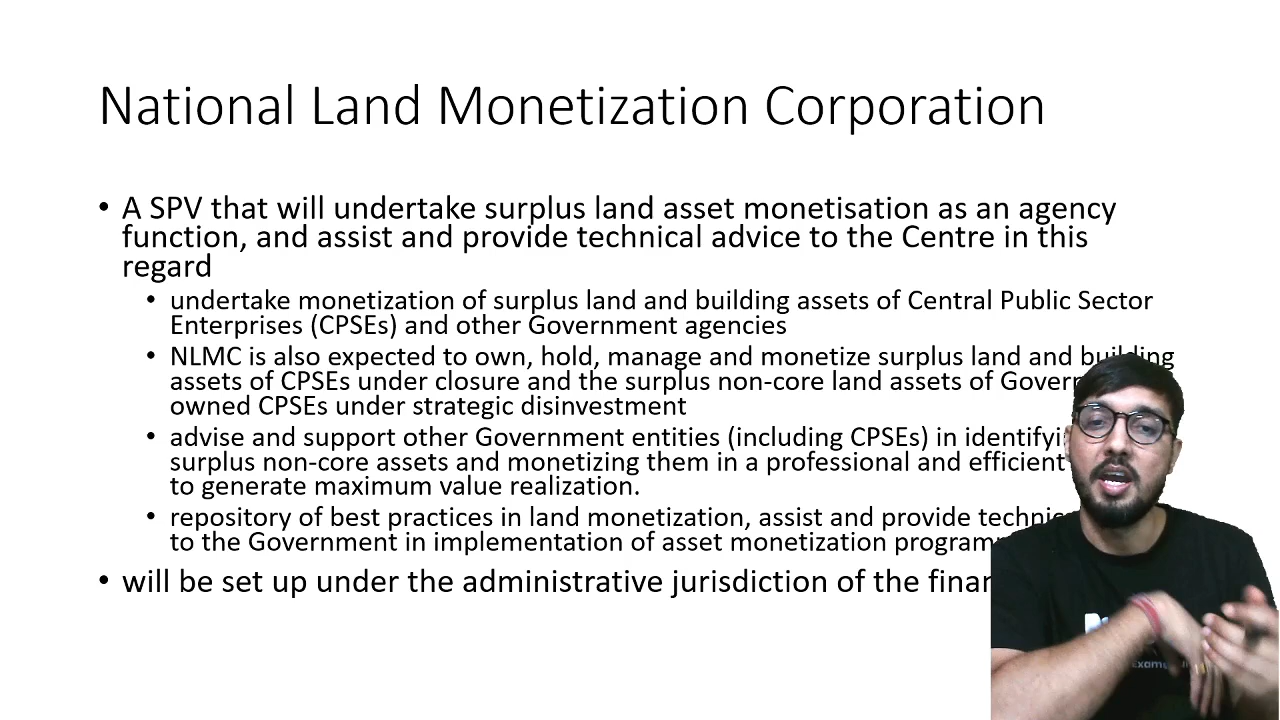 National Land Monetization Corporation
• A SPV that will undertake surplus land asset monetisation as an agency
function, and assist and provide technical advice to the Centre in this
regard
• undertake monetization of surplus land and building assets of Central Public Sector
Enterprises (CPSEs) and other Government agencies
• NLMC is also expected to own, hold, manage and monetize surplus land and building
assets of CPSEs under closure and the surplus non-core land assets of
owned CPSEs under strategic disinvestment
• advise and support other Government entities (including CPSEs) in
surplus non-core assets and monetizing them in a professional and efficient
to generate maximum value realization.
• repository of best practices in land monetization, assist and provide
to the Government in implementation of asset monetization
• will be set up under the administrative jurisdiction of the